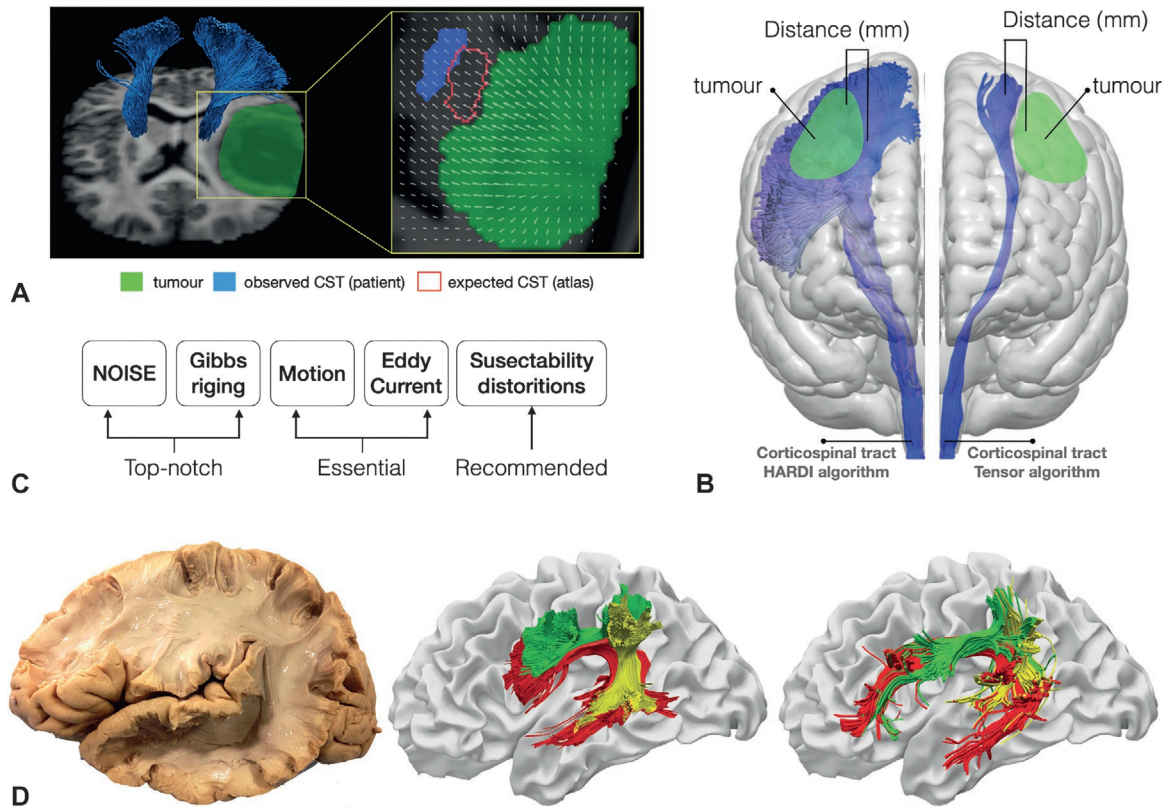 A
tumour
observed CST (patient)
expected CST (atlas)
Distance (mm)
Distance (mm)
tumour
tumour
Corticospinal tract
HARDI algorithm
Corticospinal tract
Tensor algorithm
B
NOISE
Gibbs
riging
Motion
Eddy
Current
Susectability
distoritions
Top-notch
Essential
Recommended
C
D